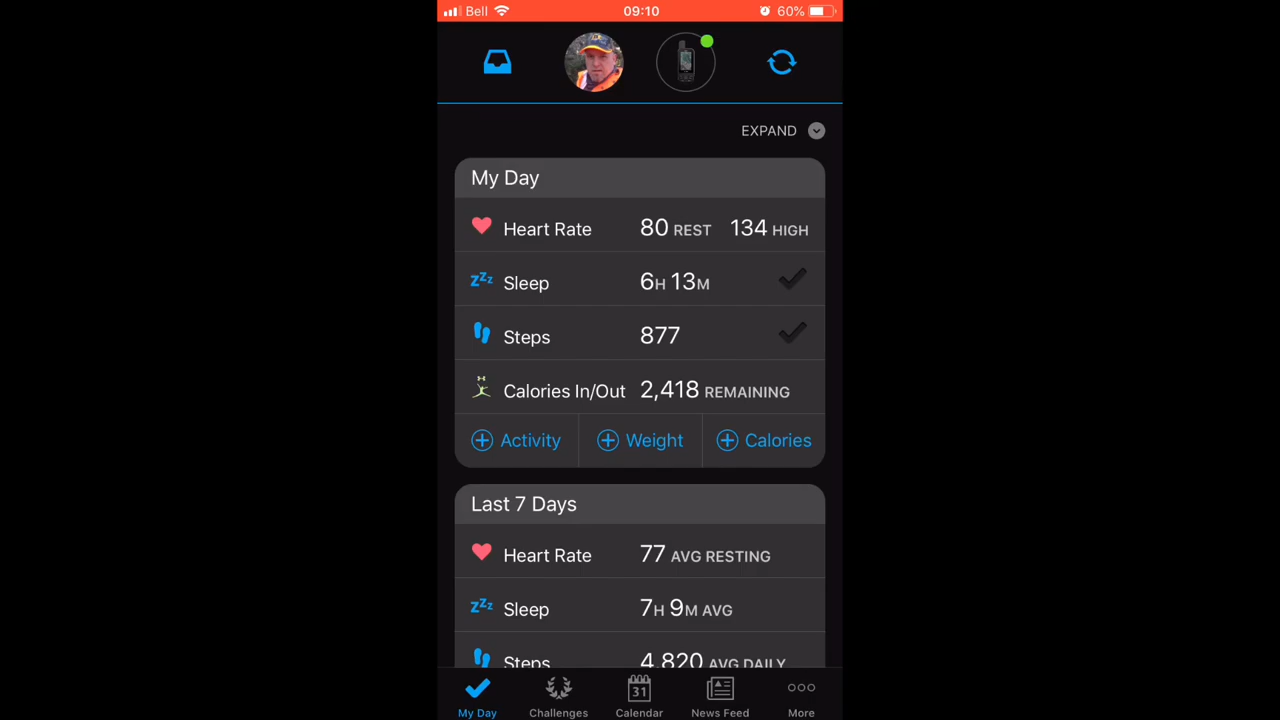 Bell 09:10 60%
EXPAND
My Day
Heart Rate 80 REST 134 HIGH
zzz Sleep 6H 13M
Steps 877
Calories In/Out 2,418 REMAINING
Activity Weight Calories
Last 7 Days
Heart Rate 77 AVG RESTING
zzz Sleep 7H 9M AVG
Steps 4,820 AVG DAILY
31
My Day Challenges Calendar News Feed More